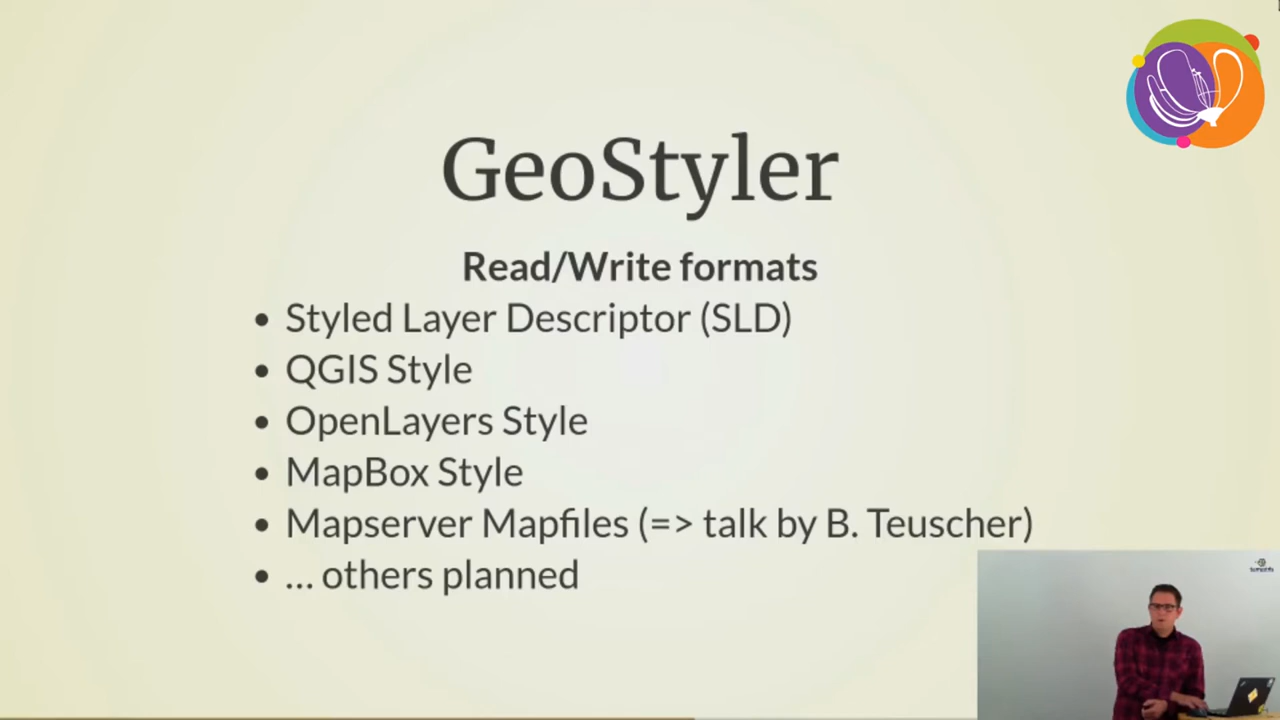 GeoStyler
Read/Write formats
• Styled Layer Descriptor (SLD)
• QGIS Style
• OpenLayers Style
• MapBox Style
• Mapserver Mapfiles (=> talk by B. Teuscher)
• ... others planned